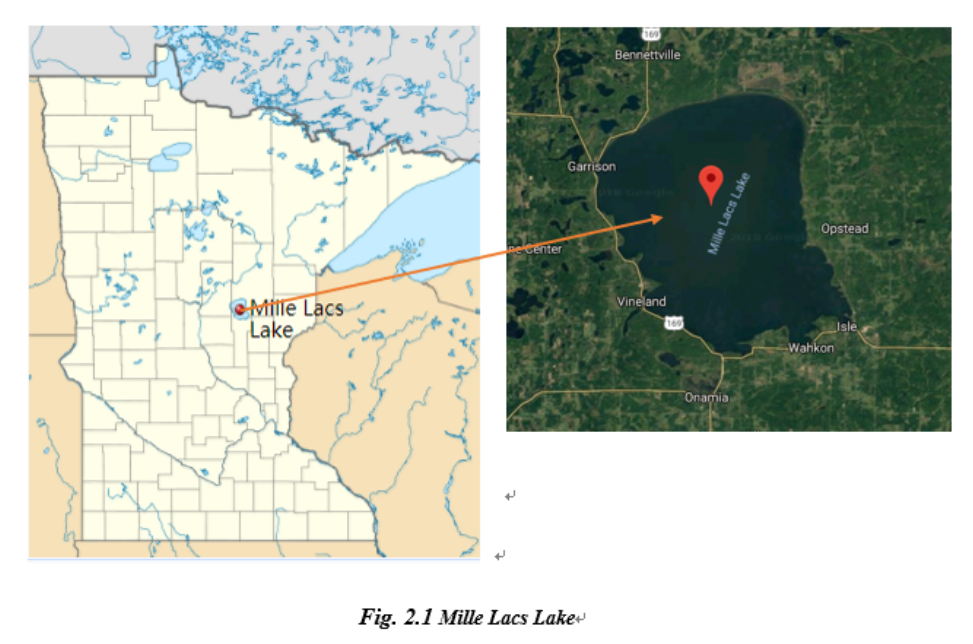 Mille Lacs
Lake
169
Bennettville
Garrison
Mille Lacs Lake
Opstead
Center
Vineland
169
Isle
Wahkon
Onamia
Fig. 2.1 Mille Lacs Lake